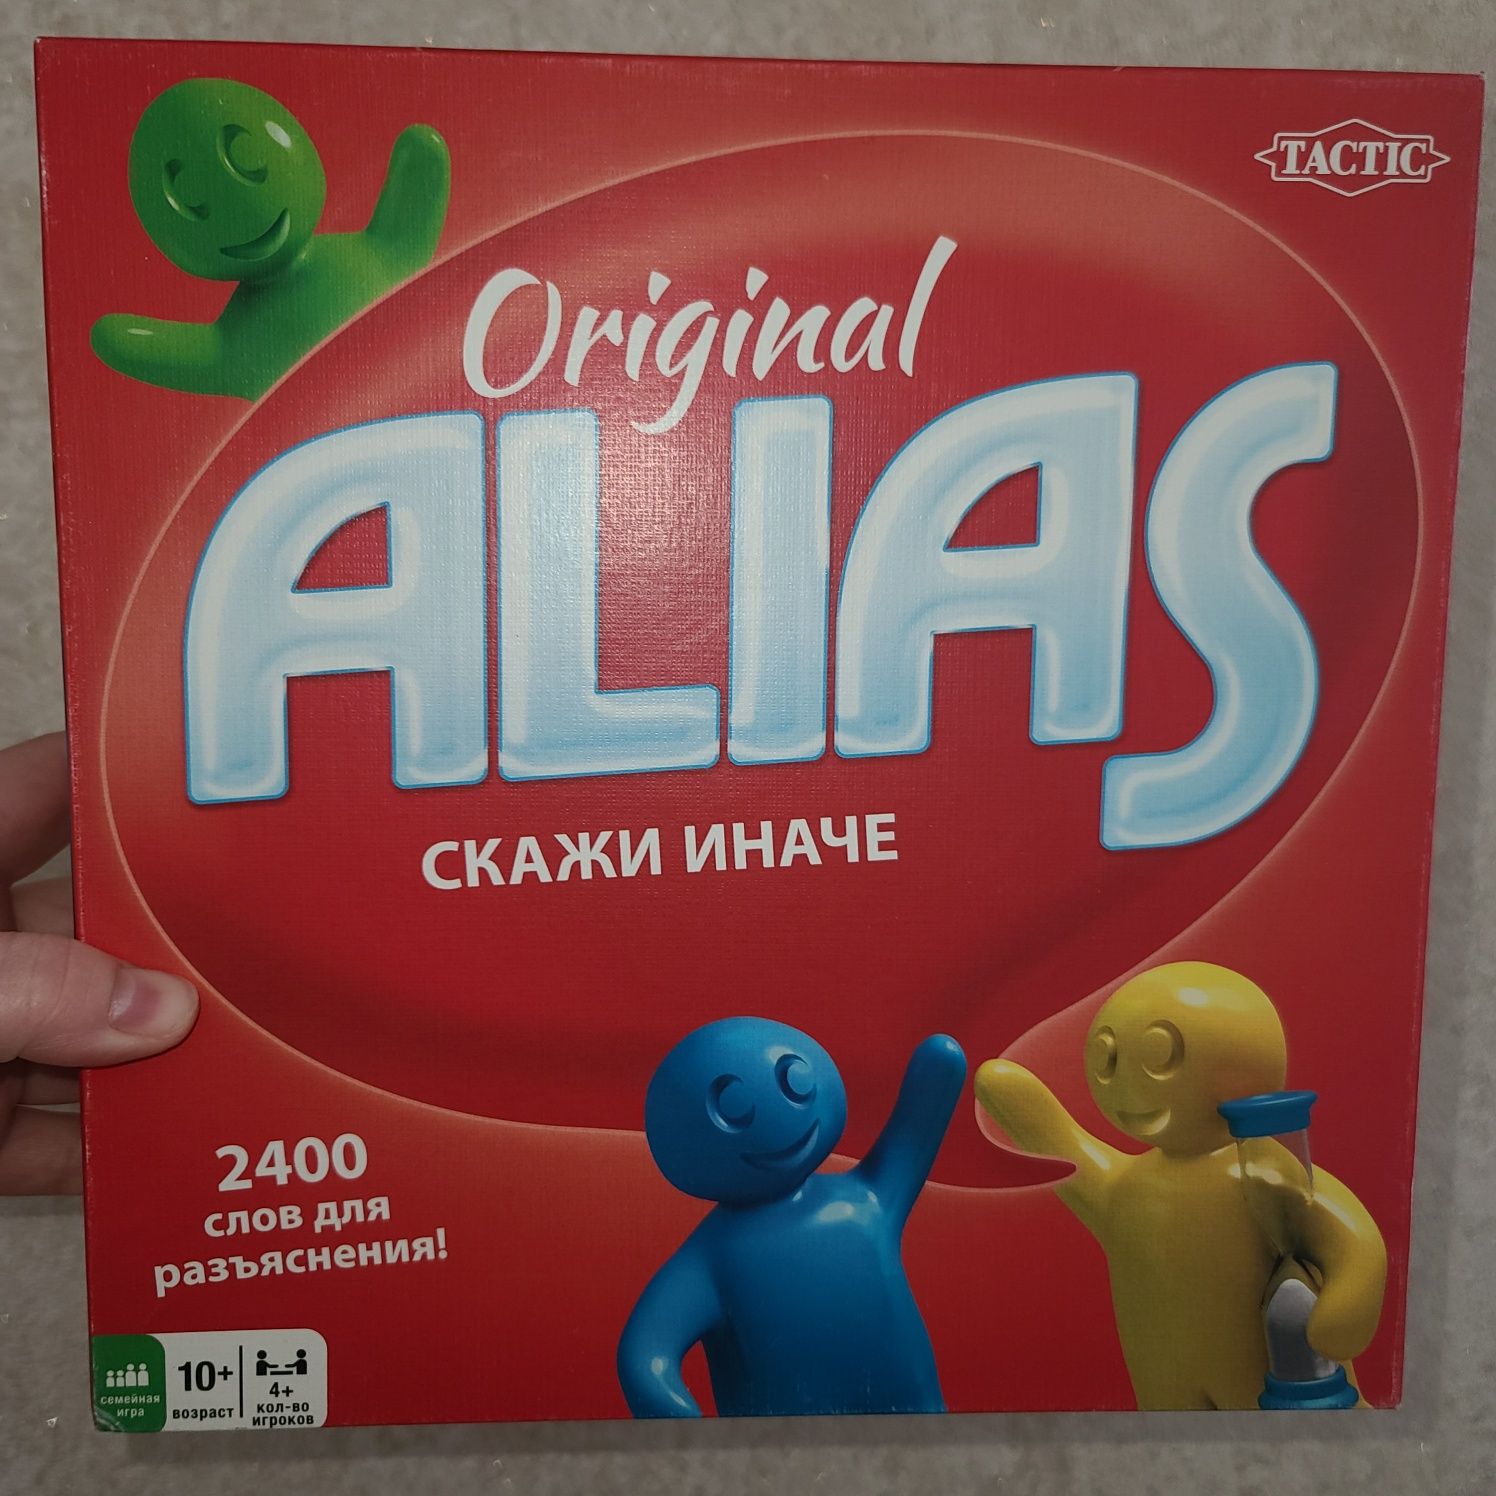 TACTIC
Original
ALIAS
СКАЖИ ИНАЧЕ
2400
слов для
разъяснения!
семейная
игра
10+
возраст
4+
кол-во
игроков